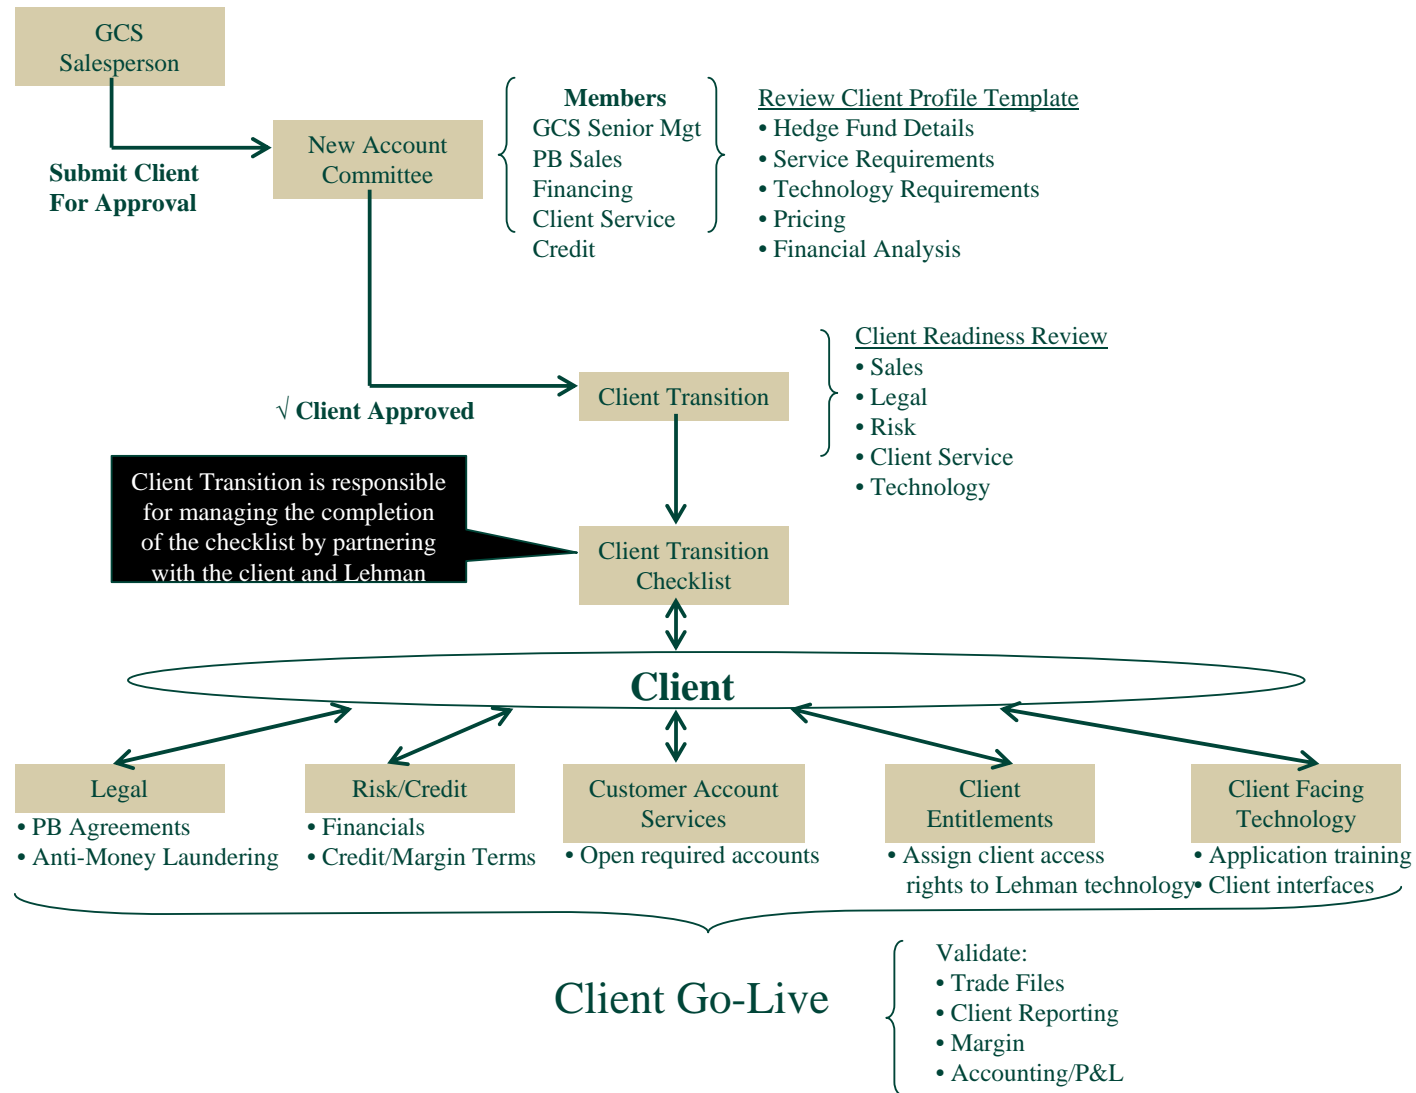 GCS
Salesperson
Submit Client
For Approval
New Account
Committee
Members
GCS Senior Mgt
PB Sales
Financing
Client Service
Credit
Review Client Profile Template
• Hedge Fund Details
• Service Requirements
• Technology Requirements
• Pricing
• Financial Analysis
√ Client Approved
Client Transition
Client Readiness Review
• Sales
• Legal
• Risk
• Client Service
• Technology
Client Transition is responsible
for managing the completion
of the checklist by partnering
with the client and Lehman
Client Transition
Checklist
Client
Legal
• PB Agreements
• Anti-Money Laundering
Risk/Credit
• Financials
• Credit/Margin Terms
Customer Account
Services
• Open required accounts
Client
Entitlements
• Assign client access
rights to Lehman technology
Client Facing
Technology
• Application training
• Client interfaces
Client Go-Live
Validate:
• Trade Files
• Client Reporting
• Margin
• Accounting/P&L